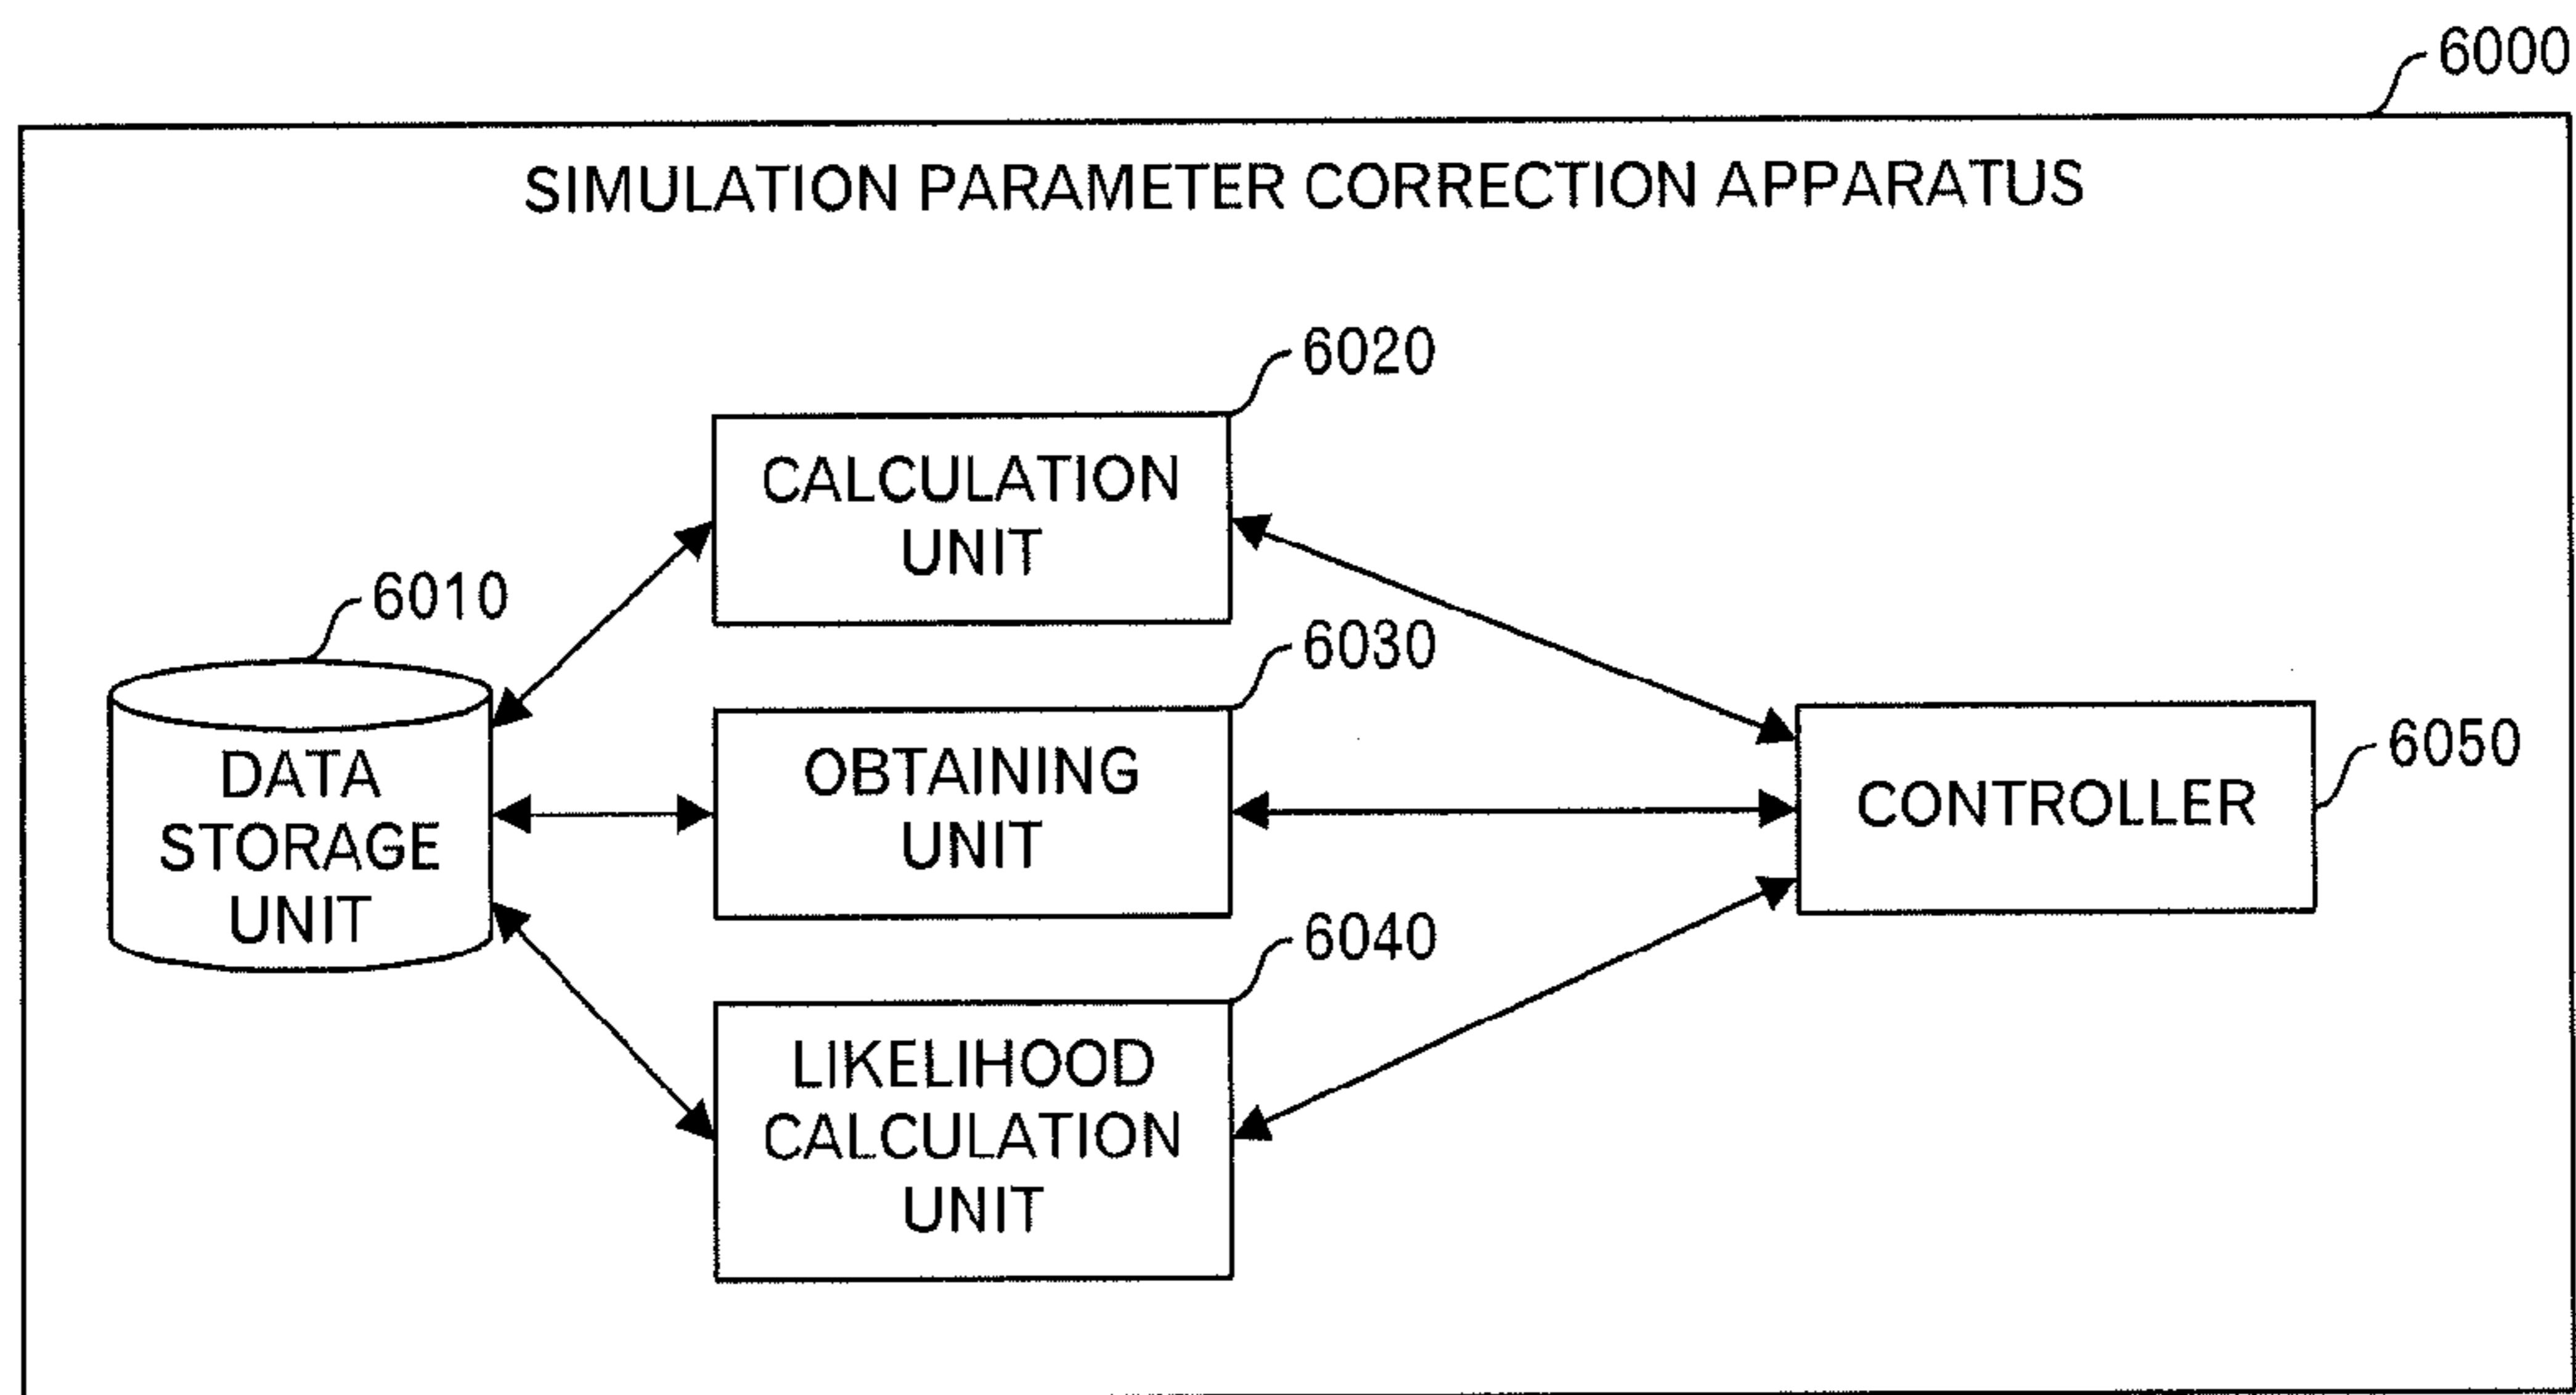 6000
SIMULATION PARAMETER CORRECTION APPARATUS
6020
CALCULATION
UNIT
6010
DATA
STORAGE
UNIT
6030
OBTAINING
UNIT
6050
CONTROLLER
6040
LIKELIHOOD
CALCULATION
UNIT